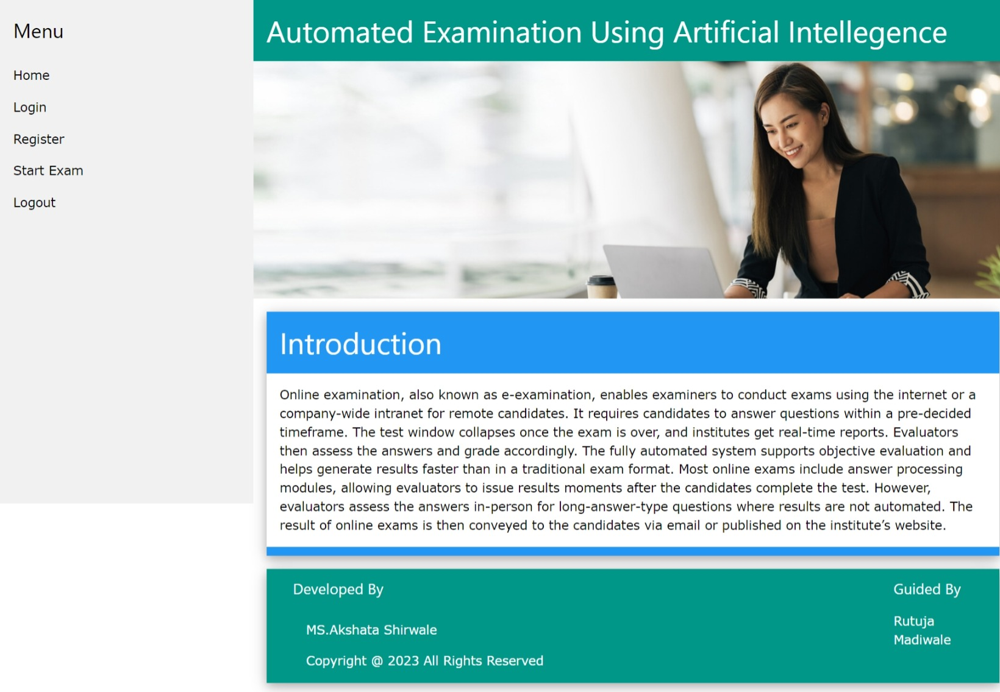 Menu
Home
Login
Register
Start Exam
Logout
Automated Examination Using Artificial Intellegence
Introduction
Online examination, also known as e-examination, enables examiners to conduct exams using the internet or a
company-wide intranet for remote candidates. It requires candidates to answer questions within a pre-decided
timeframe. The test window collapses once the exam is over, and institutes get real-time reports. Evaluators
then assess the answers and grade accordingly. The fully automated system supports objective evaluation and
helps generate results faster than in a traditional exam format. Most online exams include answer processing
modules, allowing evaluators to issue results moments after the candidates complete the test. However,
evaluators assess the answers in-person for long-answer-type questions where results are not automated. The
result of online exams is then conveyed to the candidates via email or published on the institute’s website.
Developed By
MS.Akshata Shirwale
Copyright @ 2023 All Rights Reserved
Guided By
Rutuja
Madiwale